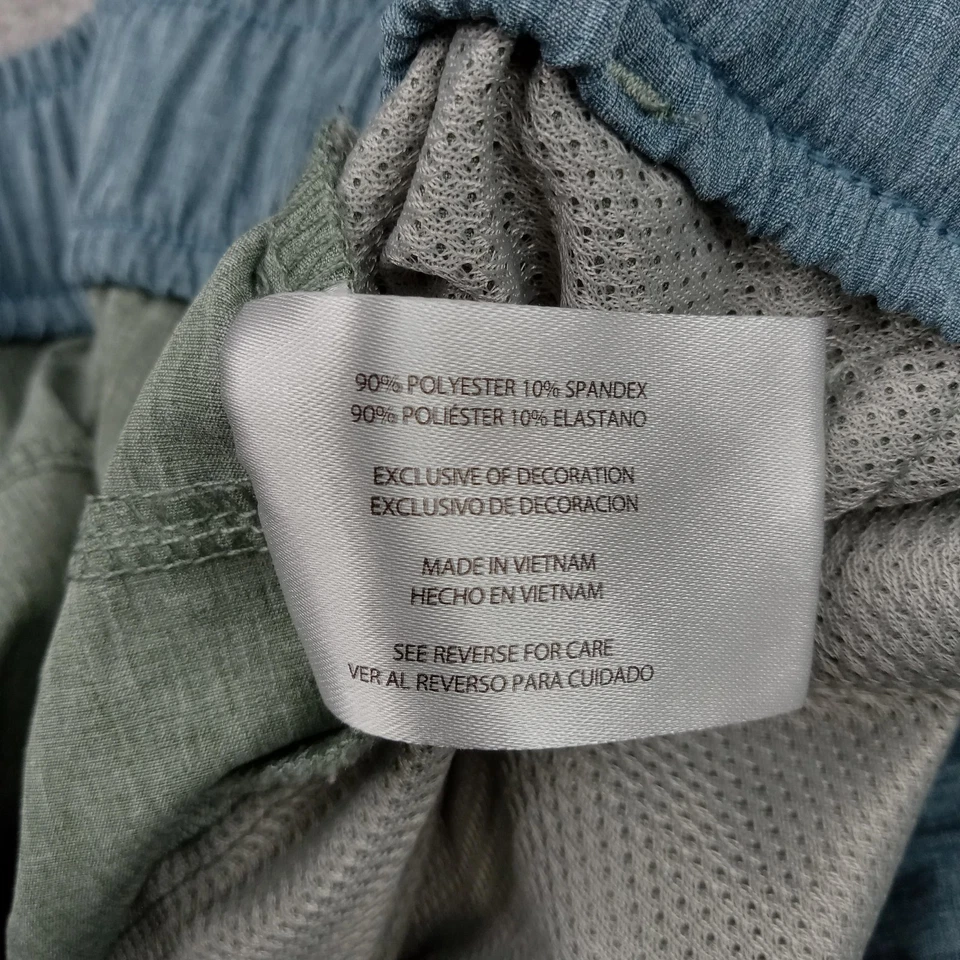 90% POLYESTER 10% SPANDEX
90% POLIÉSTER 10% ELASTANO
EXCLUSIVE OF DECORATION
EXCLUSIVO DE DECORACION
MADE IN VIETNAM
HECHO EN VIETNAM
SEE REVERSE FOR CARE
VER AL REVERSO PARA CUIDADO